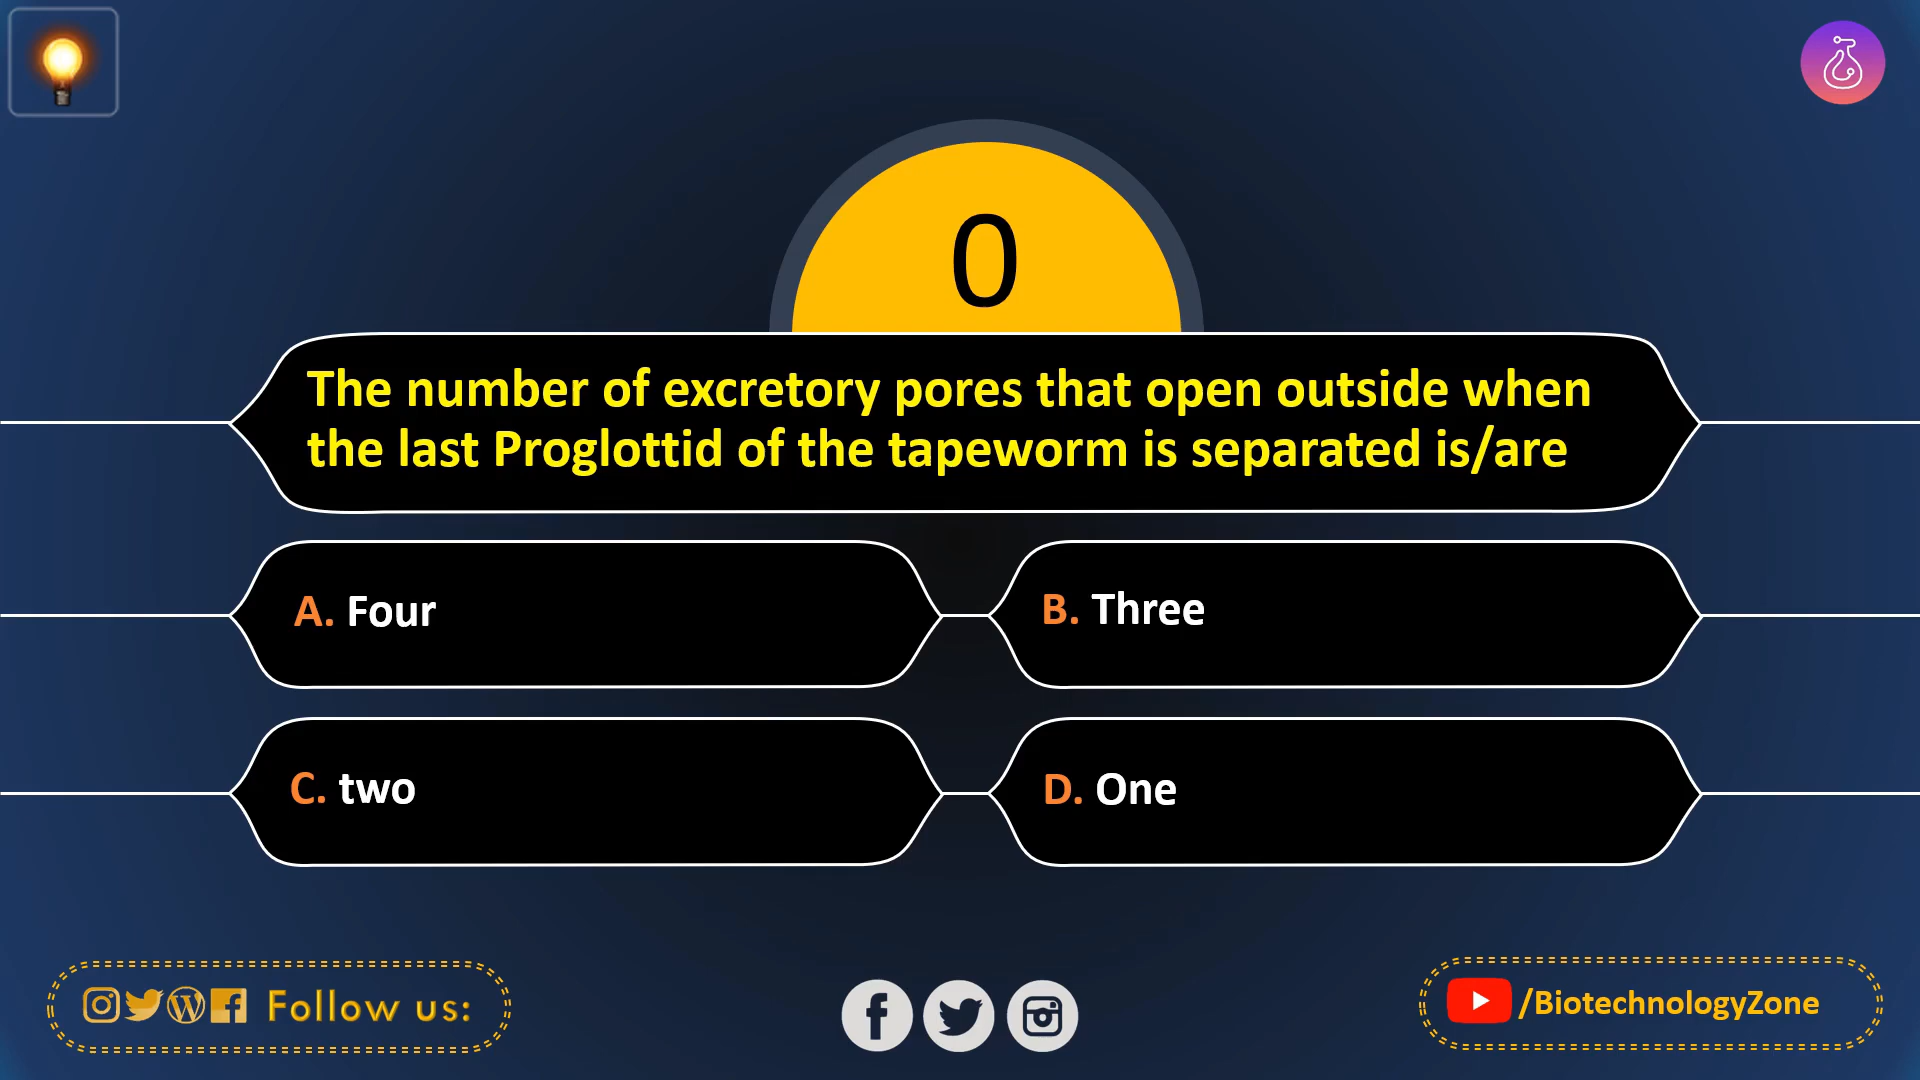 0
The number of excretory pores that open outside when
the last Proglottid of the tapeworm is separated is/are
A. Four
B. Three
C. two
D. One
Follow us:
/BiotechnologyZone